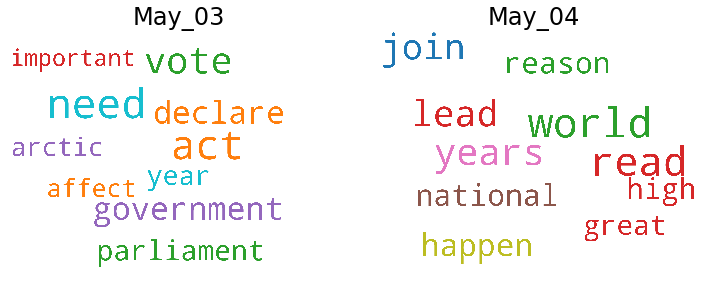 May_03
important
vote
need
declare
act
arctic
year
affect
government
parliament
May_04
join
reason
lead
world
years
read
high
national
great
happen